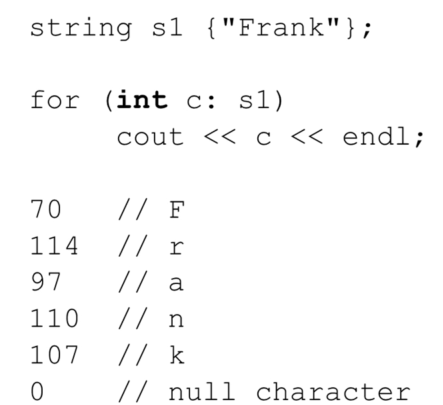 string s1 {"Frank"};
for (int c: s1)
cout << c << endl;
70 // F
114 // r
97 // a
110 // n
107 // k
0 // null character